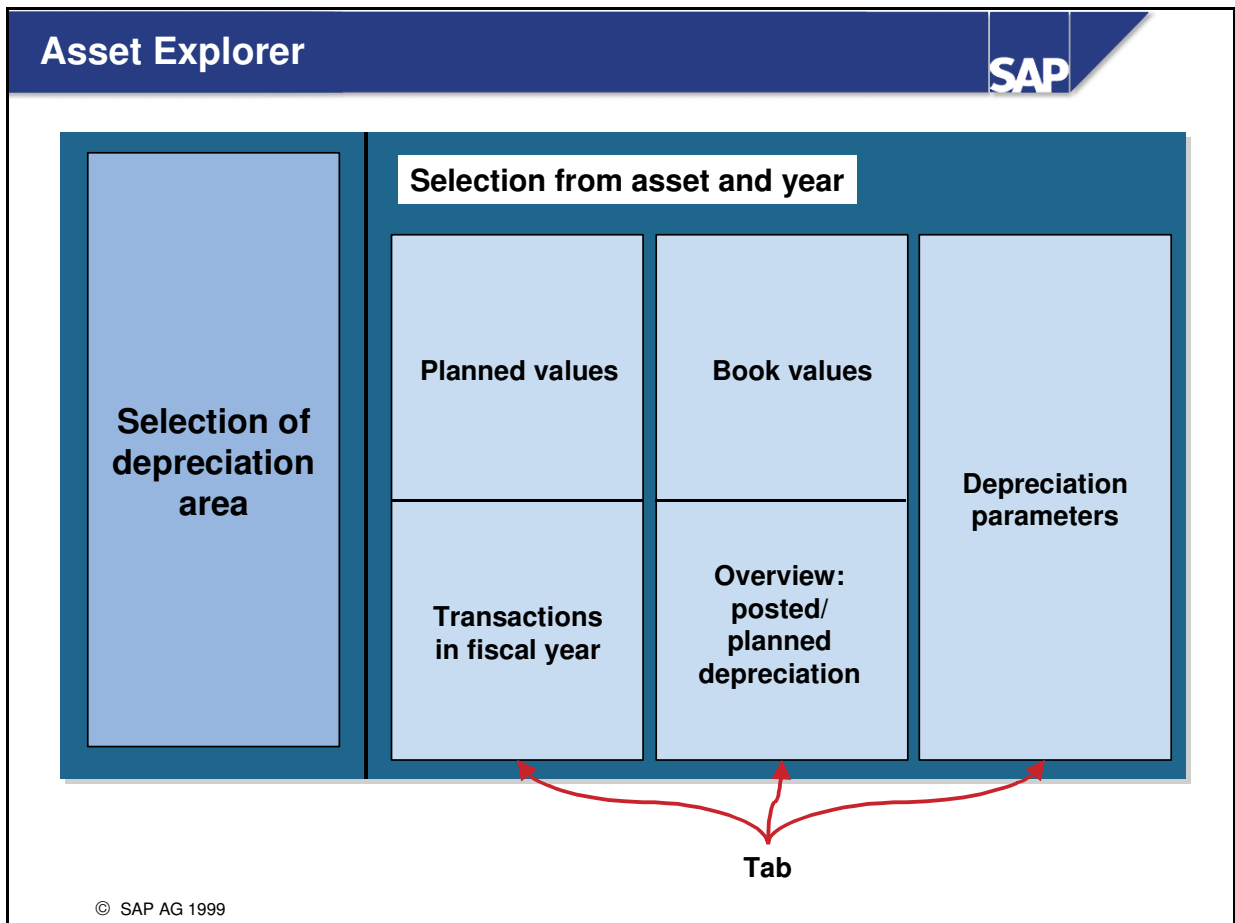 Asset Explorer
SAP
Selection from asset and year
Selection of
depreciation
area
Planned values
Transactions
in fiscal year
Book values
Overview:
posted/
planned
depreciation
Depreciation
parameters
Tab
© SAP AG 1999